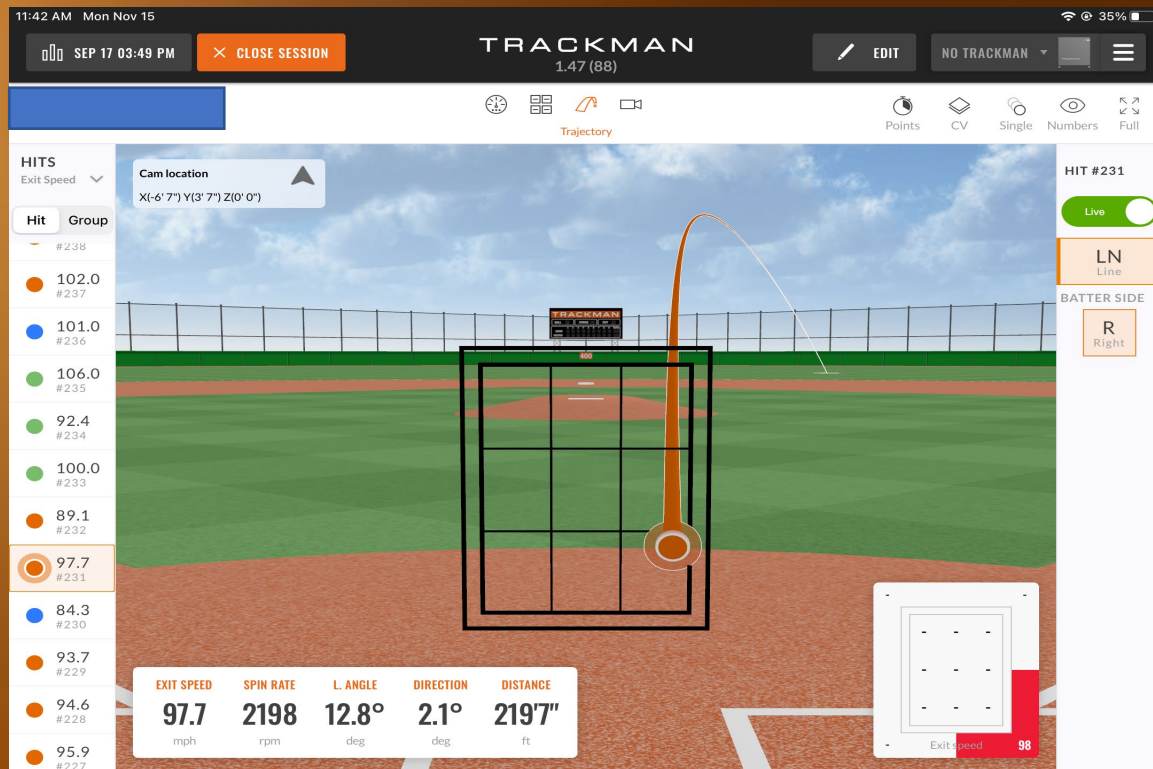 11:42 AM Mon Nov 15
35%
SEP 17 03:49 PM
× CLOSE SESSION
TRACKMAN
1.47 (88)
EDIT
NO TRACKMAN
Trajectory
Points
CV
Single
Numbers
Full
HITS
Exit Speed
Hit
Group
#238
102.0
#237
101.0
#236
106.0
#235
92.4
#234
100.0
#233
89.1
#232
97.7
#231
84.3
#230
93.7
#229
94.6
#228
95.9
#227
Cam location
X(-6' 7") Y(3' 7") Z(0' 0")
TRACKMAN
400
EXIT SPEED SPIN RATE L. ANGLE DIRECTION DISTANCE
97.7 2198 12.8° 2.1° 219'7"
mph rpm deg deg ft
- -
- - -
- - -
- - -
- Exit speed 98
HIT #231
Live
LN
Line
BATTER SIDE
R
Right